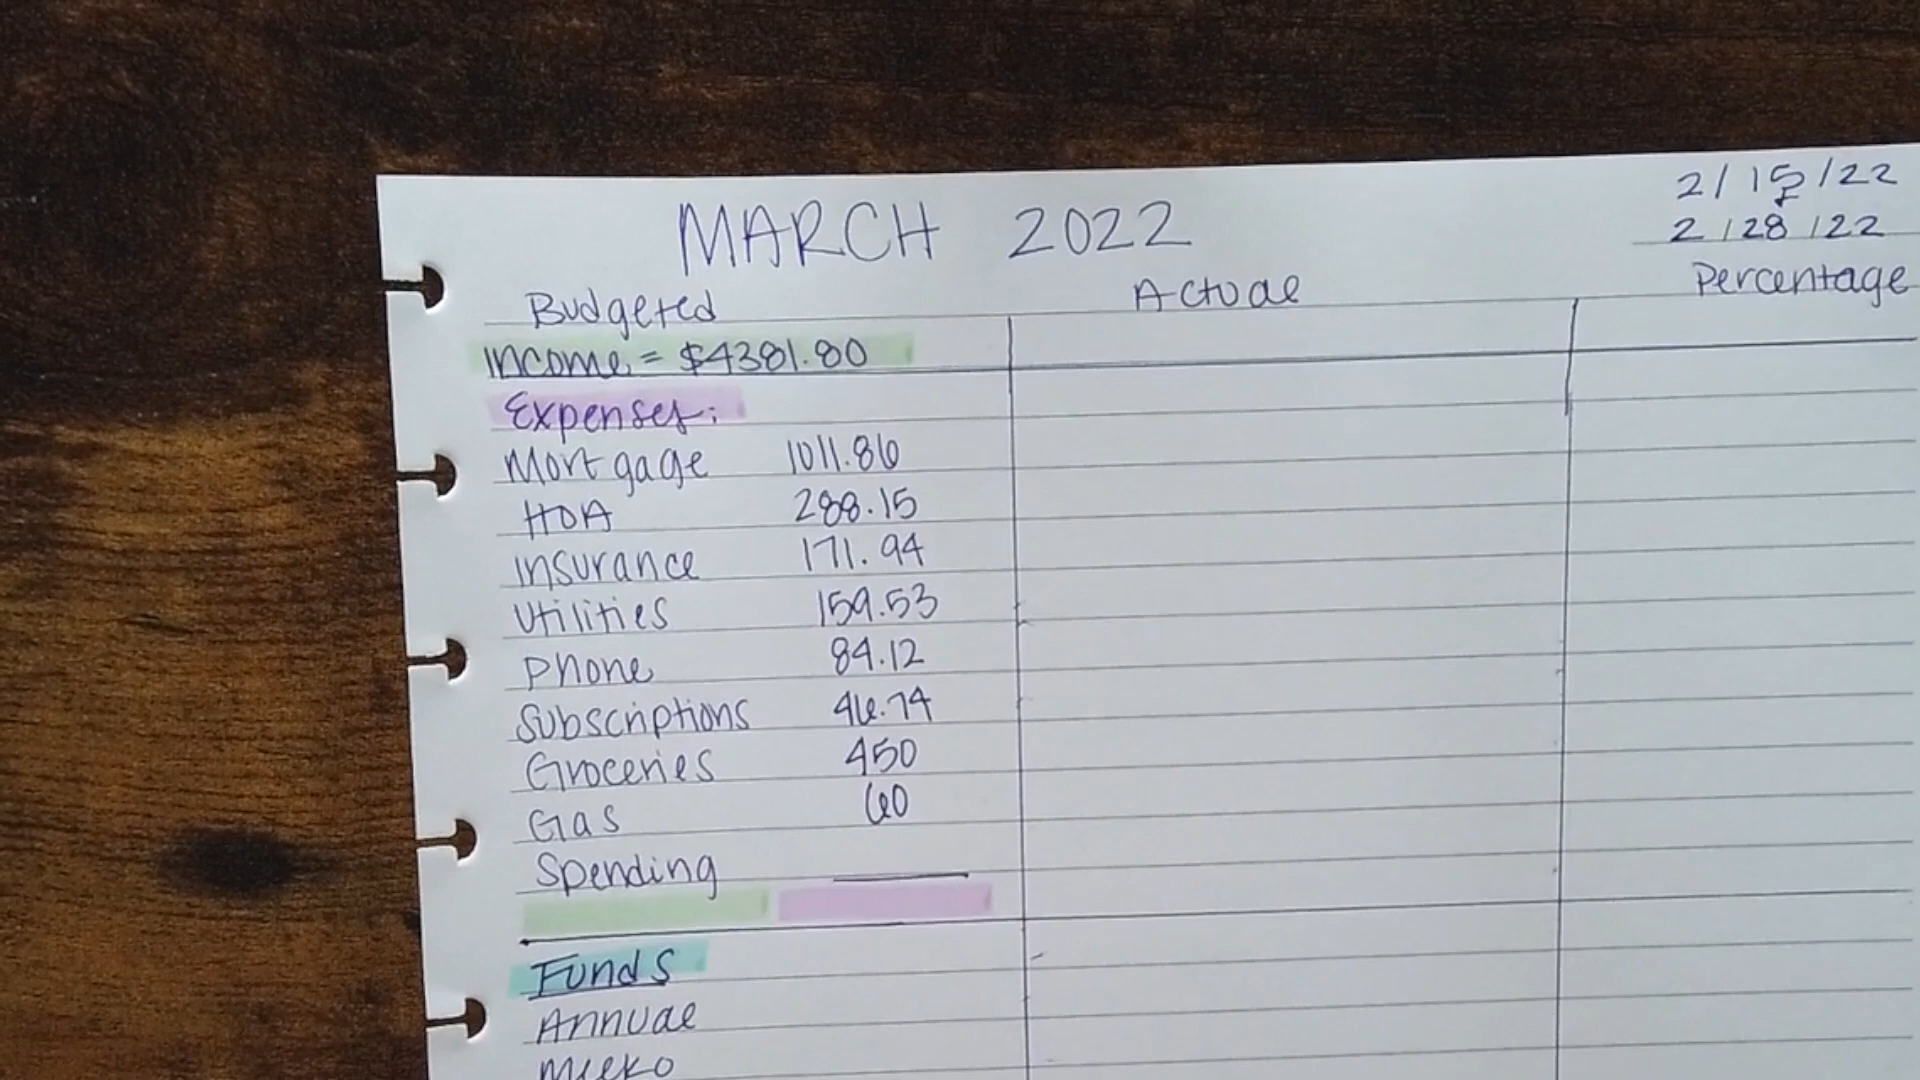 MARCH 2022
2/15/22
2/28/22
Budgeted Actual Percentage
Income = $4381.80
Expenses:
Mortgage 1011.86
HOA 288.15
Insurance 171.94
Utilities 159.53
Phone 84.12
Subscriptions 46.74
Groceries 450
Gas 60
Spending
Funds
Annual
Meeko